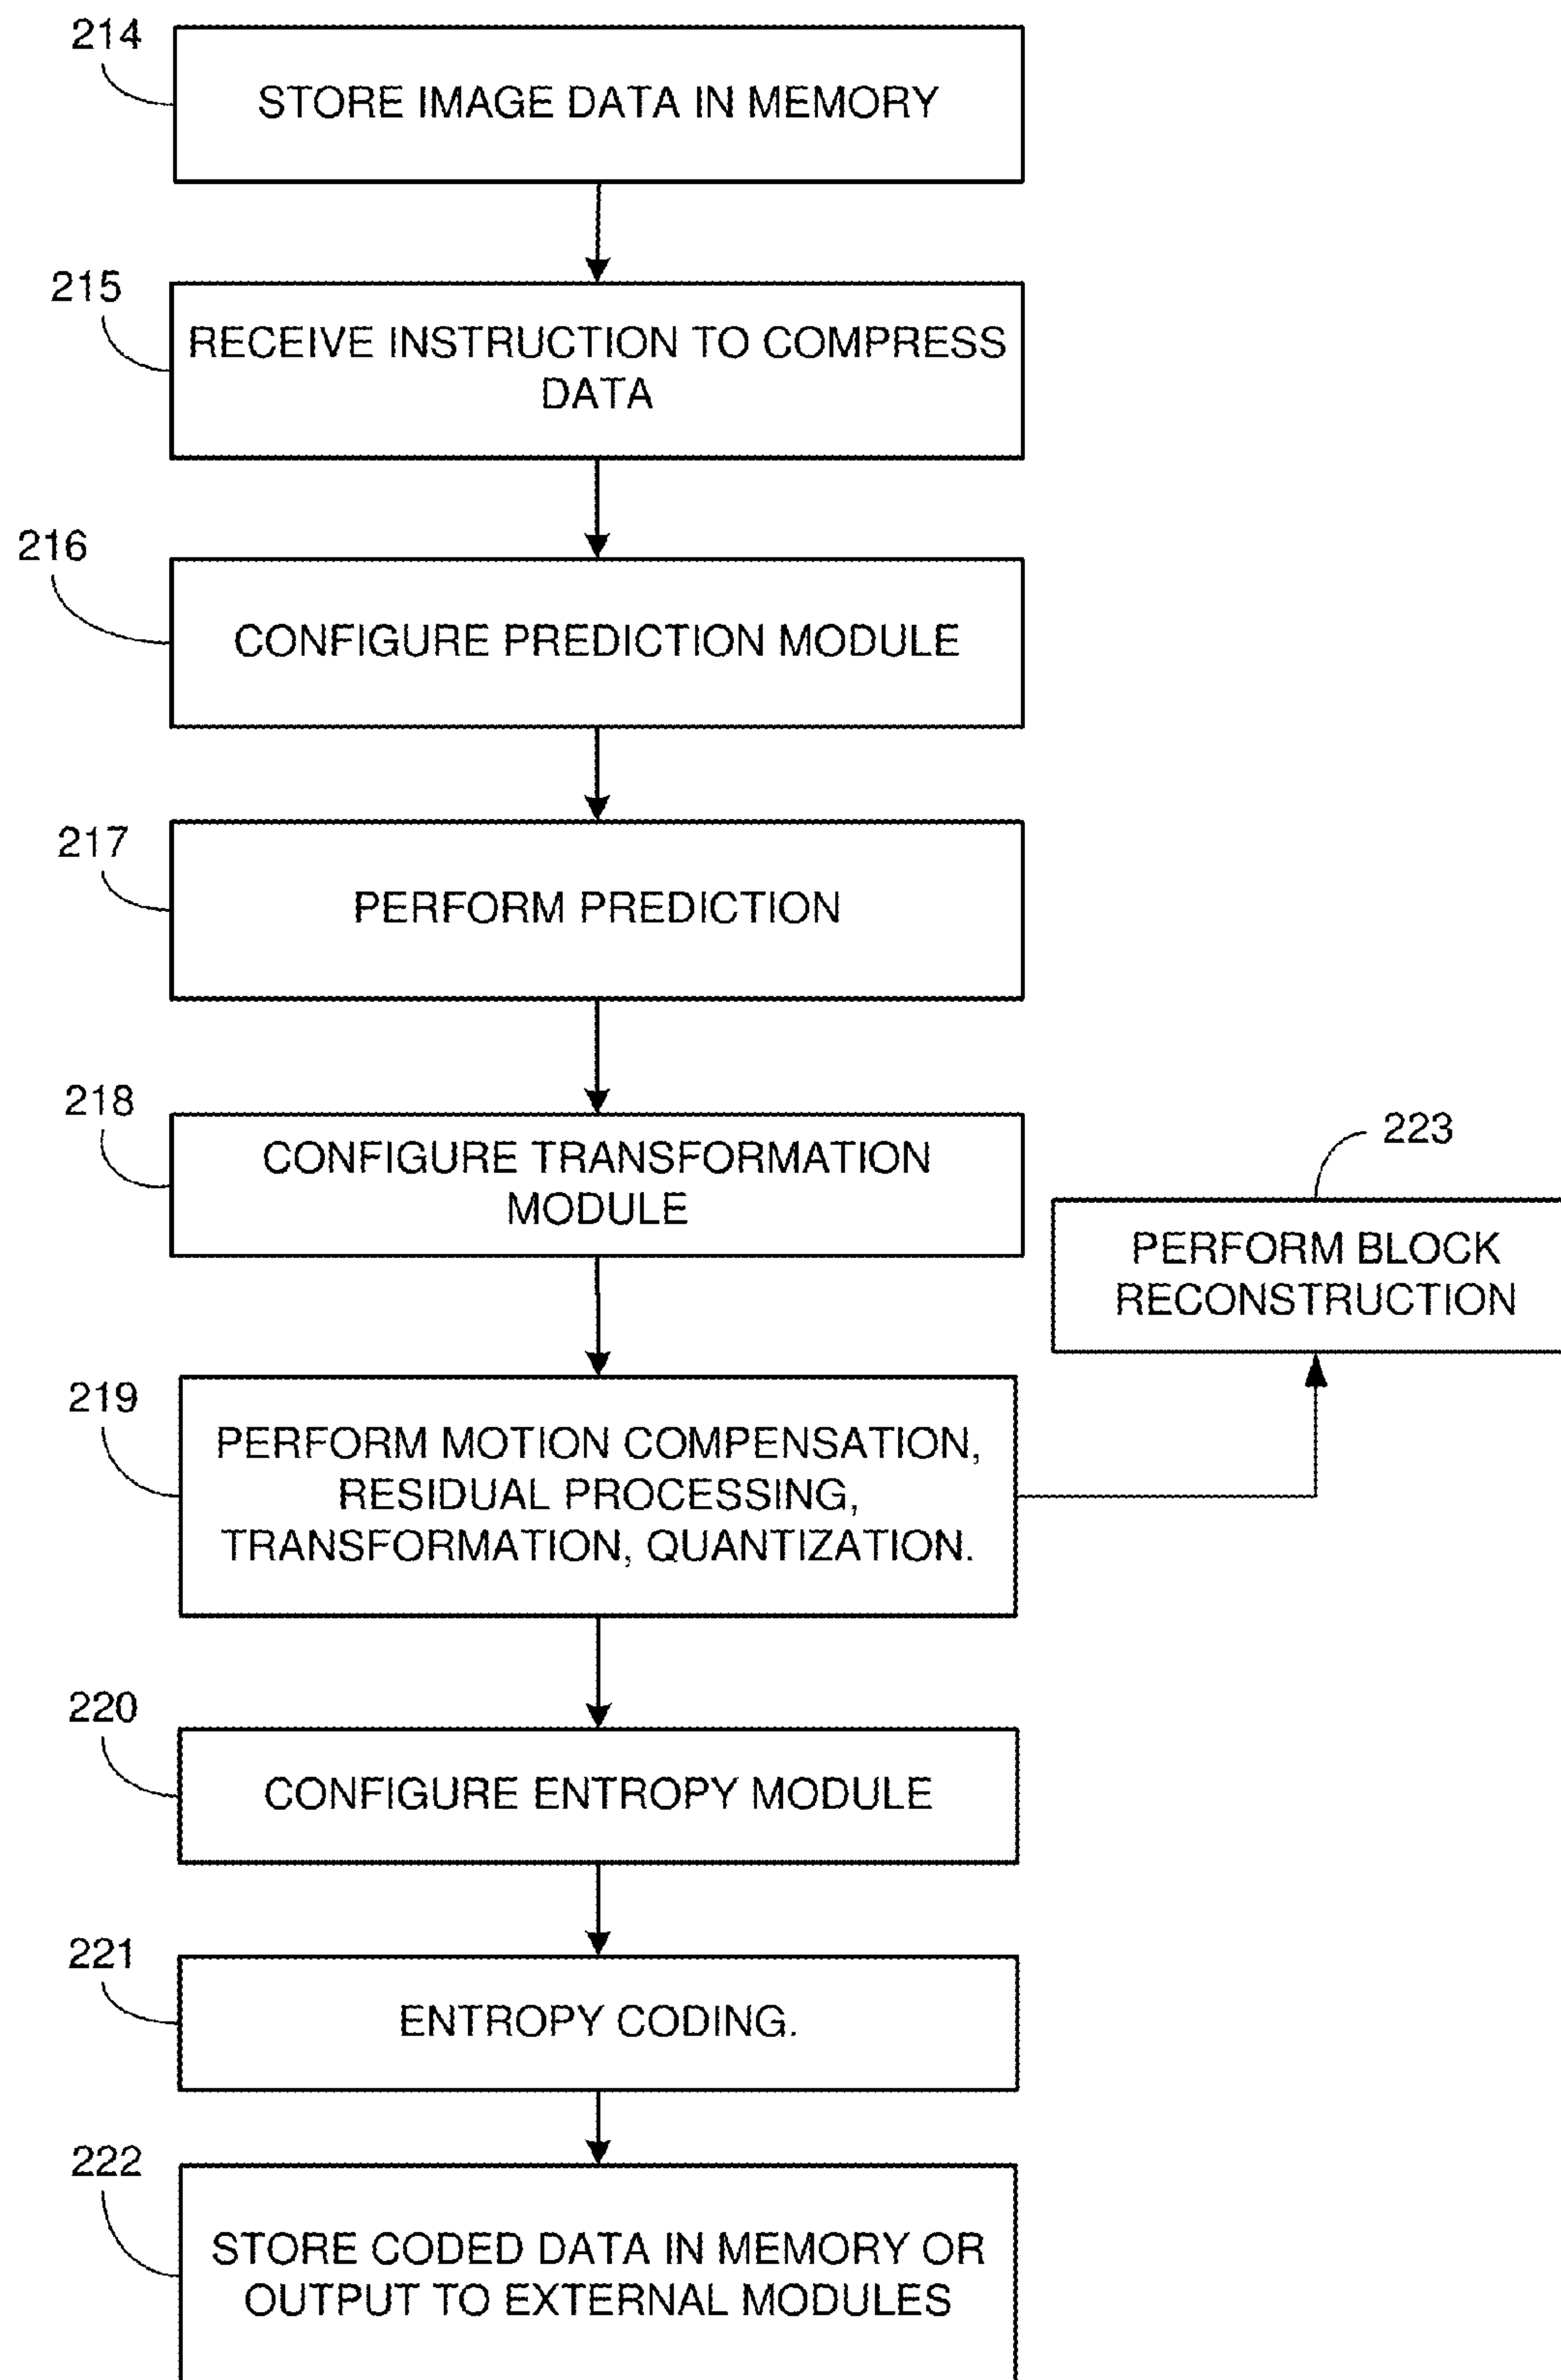 214
STORE IMAGE DATA IN MEMORY
215
RECEIVE INSTRUCTION TO COMPRESS
DATA
216
CONFIGURE PREDICTION MODULE
217
PERFORM PREDICTION
218
CONFIGURE TRANSFORMATION
MODULE
223
PERFORM BLOCK
RECONSTRUCTION
219
PERFORM MOTION COMPENSATION,
RESIDUAL PROCESSING,
TRANSFORMATION, QUANTIZATION.
220
CONFIGURE ENTROPY MODULE
221
ENTROPY CODING.
222
STORE CODED DATA IN MEMORY OR
OUTPUT TO EXTERNAL MODULES